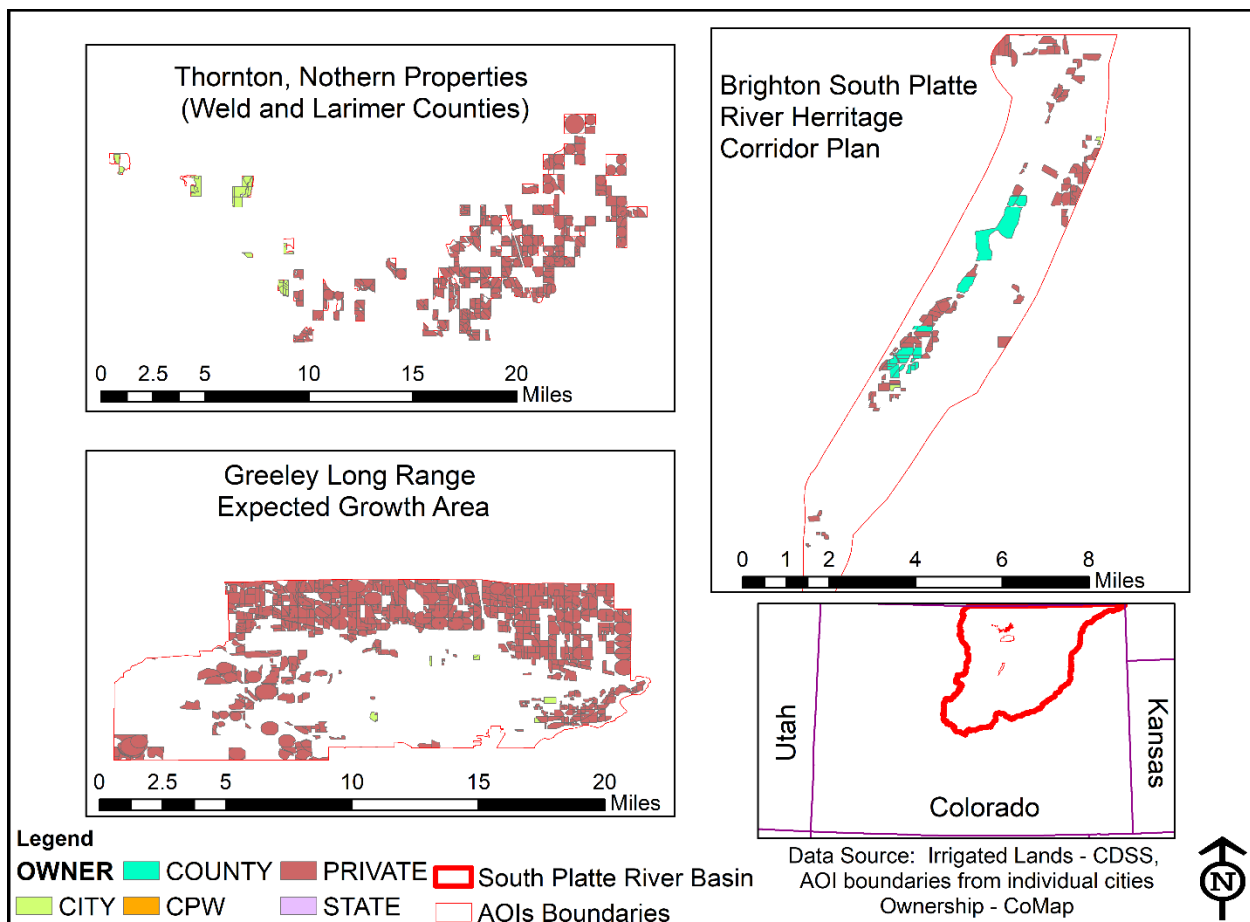 Thornton, Nothern Properties
(Weld and Larimer Counties)
0 2.5 5 10 15 20
Miles
Brighton South Platte
River Herritage
Corridor Plan
0 1 2 4 6 8
Miles
Greeley Long Range
Expected Growth Area
0 2.5 5 10 15 20
Miles
Utah
Kansas
Colorado
Legend
OWNER COUNTY PRIVATE South Platte River Basin
CITY CPW STATE AOIs Boundaries
Data Source: Irrigated Lands - CDSS,
AOI boundaries from individual cities
Ownership - CoMap
N